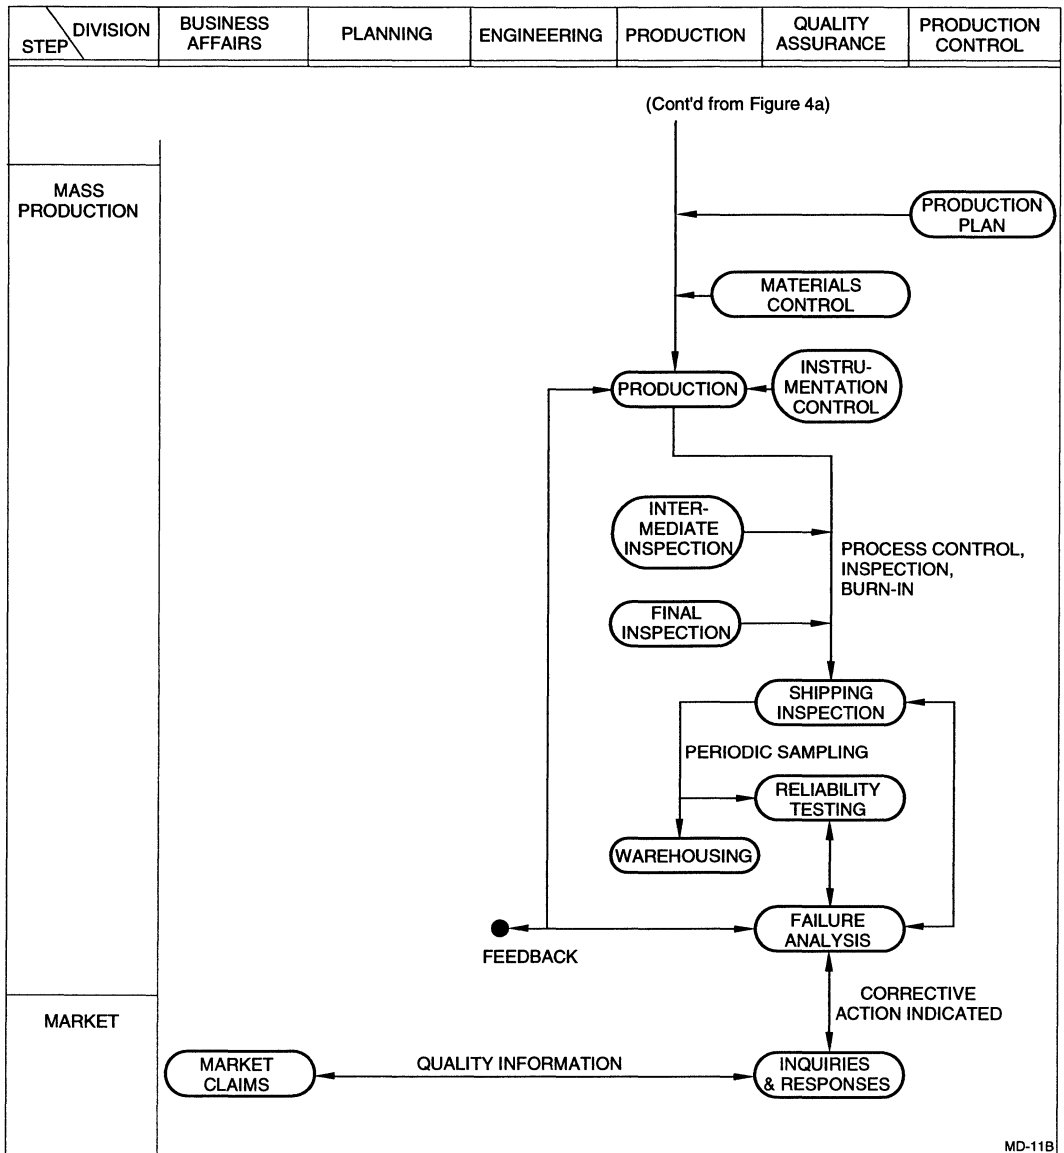 STEP
DIVISION
BUSINESS
AFFAIRS
PLANNING
ENGINEERING
PRODUCTION
QUALITY
ASSURANCE
PRODUCTION
CONTROL
(Cont'd from Figure 4a)
MASS
PRODUCTION
PRODUCTION
PLAN
MATERIALS
CONTROL
PRODUCTION
INSTRU-
MENTATION
CONTROL
INTER-
MEDIATE
INSPECTION
PROCESS CONTROL,
INSPECTION,
BURN-IN
FINAL
INSPECTION
SHIPPING
INSPECTION
PERIODIC SAMPLING
RELIABILITY
TESTING
WAREHOUSING
FAILURE
ANALYSIS
FEEDBACK
CORRECTIVE
ACTION INDICATED
MARKET
MARKET
CLAIMS
QUALITY INFORMATION
INQUIRIES
& RESPONSES
MD-11B